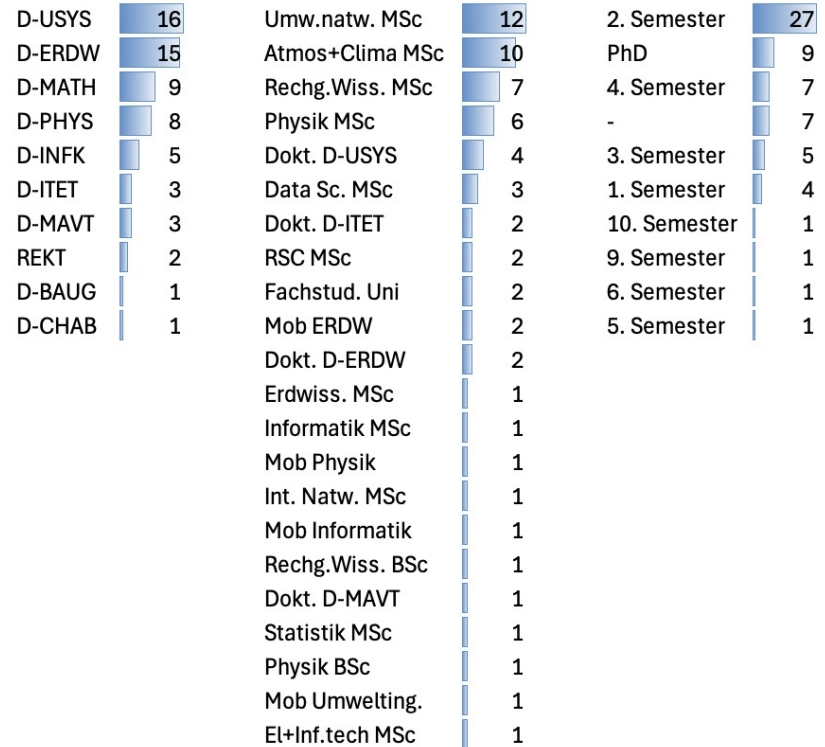 D-USYS 16 Umw.natw. MSc 12 2. Semester 27
D-ERDW 15 Atmos+Clima MSc 10 PhD 9
D-MATH 9 Rechg.Wiss. MSc 7 4. Semester 7
D-PHYS 8 Physik MSc 6 - 7
D-INFK 5 Dokt. D-USYS 4 3. Semester 5
D-ITET 3 Data Sc. MSc 3 1. Semester 4
D-MAVT 3 Dokt. D-ITET 2 10. Semester 1
REKT 2 RSC MSc 2 9. Semester 1
D-BAUG 1 Fachstud. Uni 2 6. Semester 1
D-CHAB 1 Mob ERDW 2 5. Semester 1
Dokt. D-ERDW 2
Erdwiss. MSc 1
Informatik MSc 1
Mob Physik 1
Int. Natw. MSc 1
Mob Informatik 1
Rechg.Wiss. BSc 1
Dokt. D-MAVT 1
Statistik MSc 1
Physik BSc 1
Mob Umwelting. 1
El+Inf.tech MSc 1